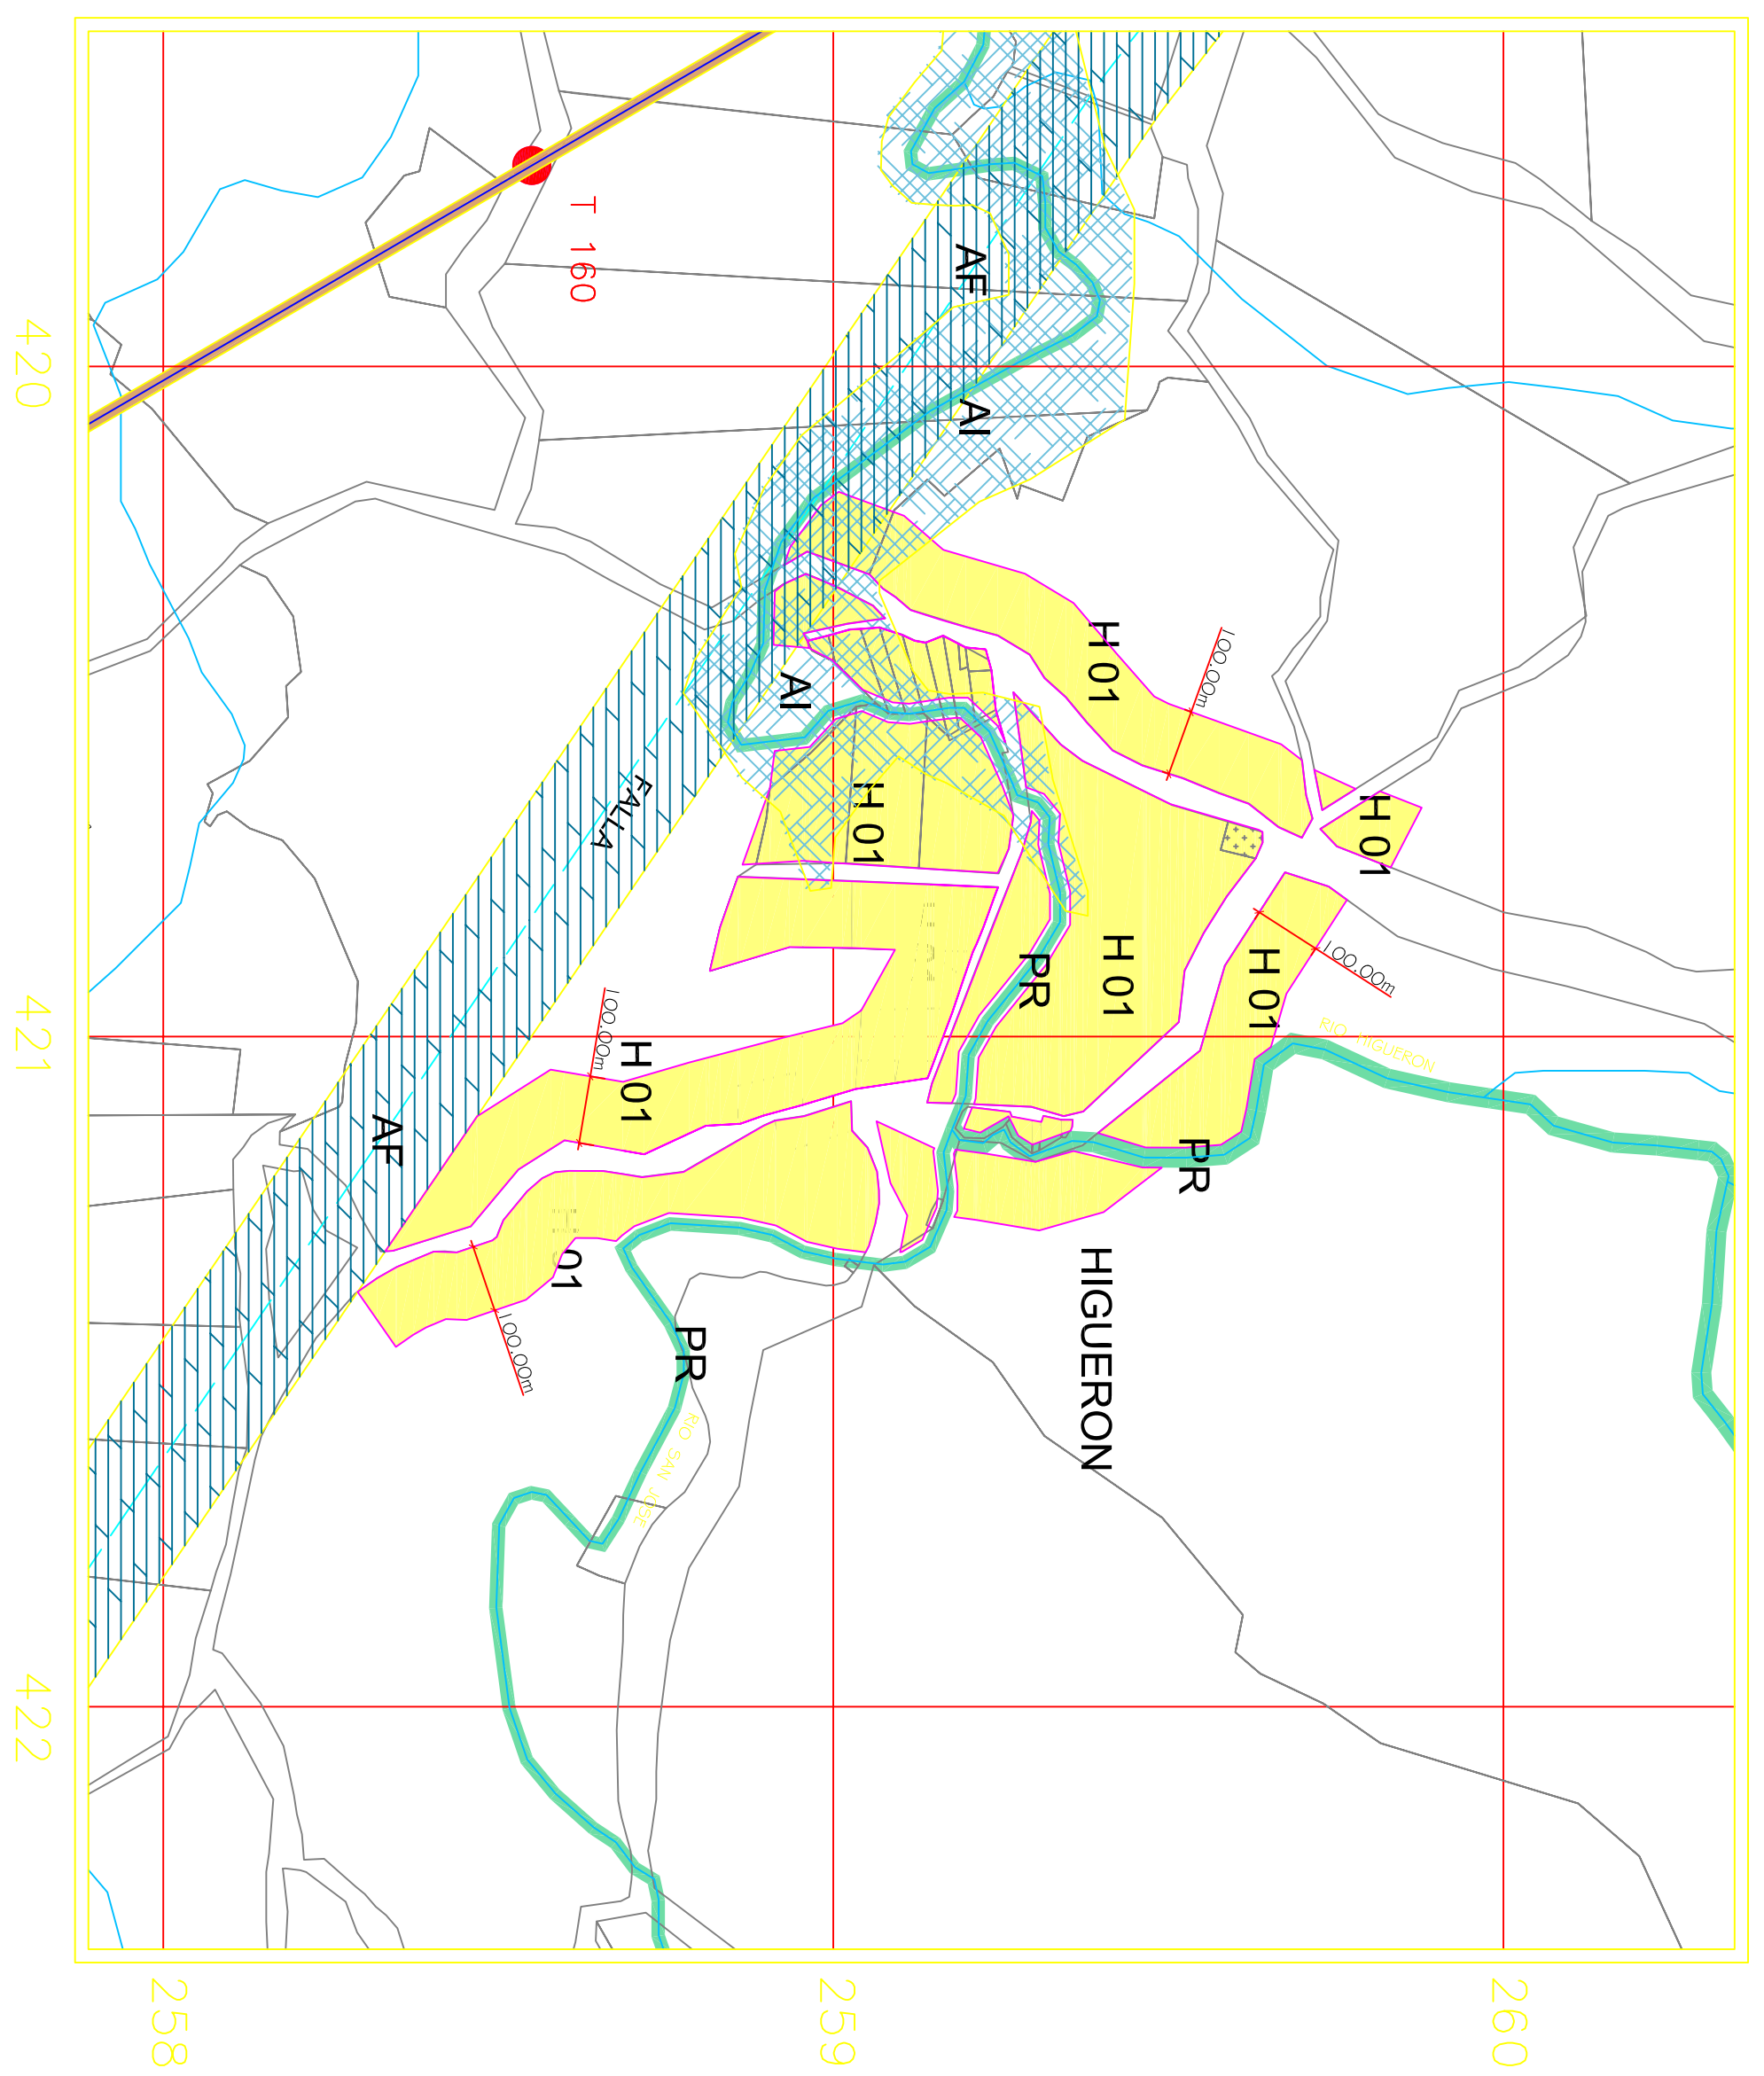 T 160
AF
AI
AI
FALLA
H 01
100.00m
H 01
H 01
H 01
H 01
100.00m
PR
PR
RIO HIGUERON
H 01
100.00m
AF
H 01
100.00m
PR
RIO SAN JOSE
HIGUERON
420
421
422
258
259
260